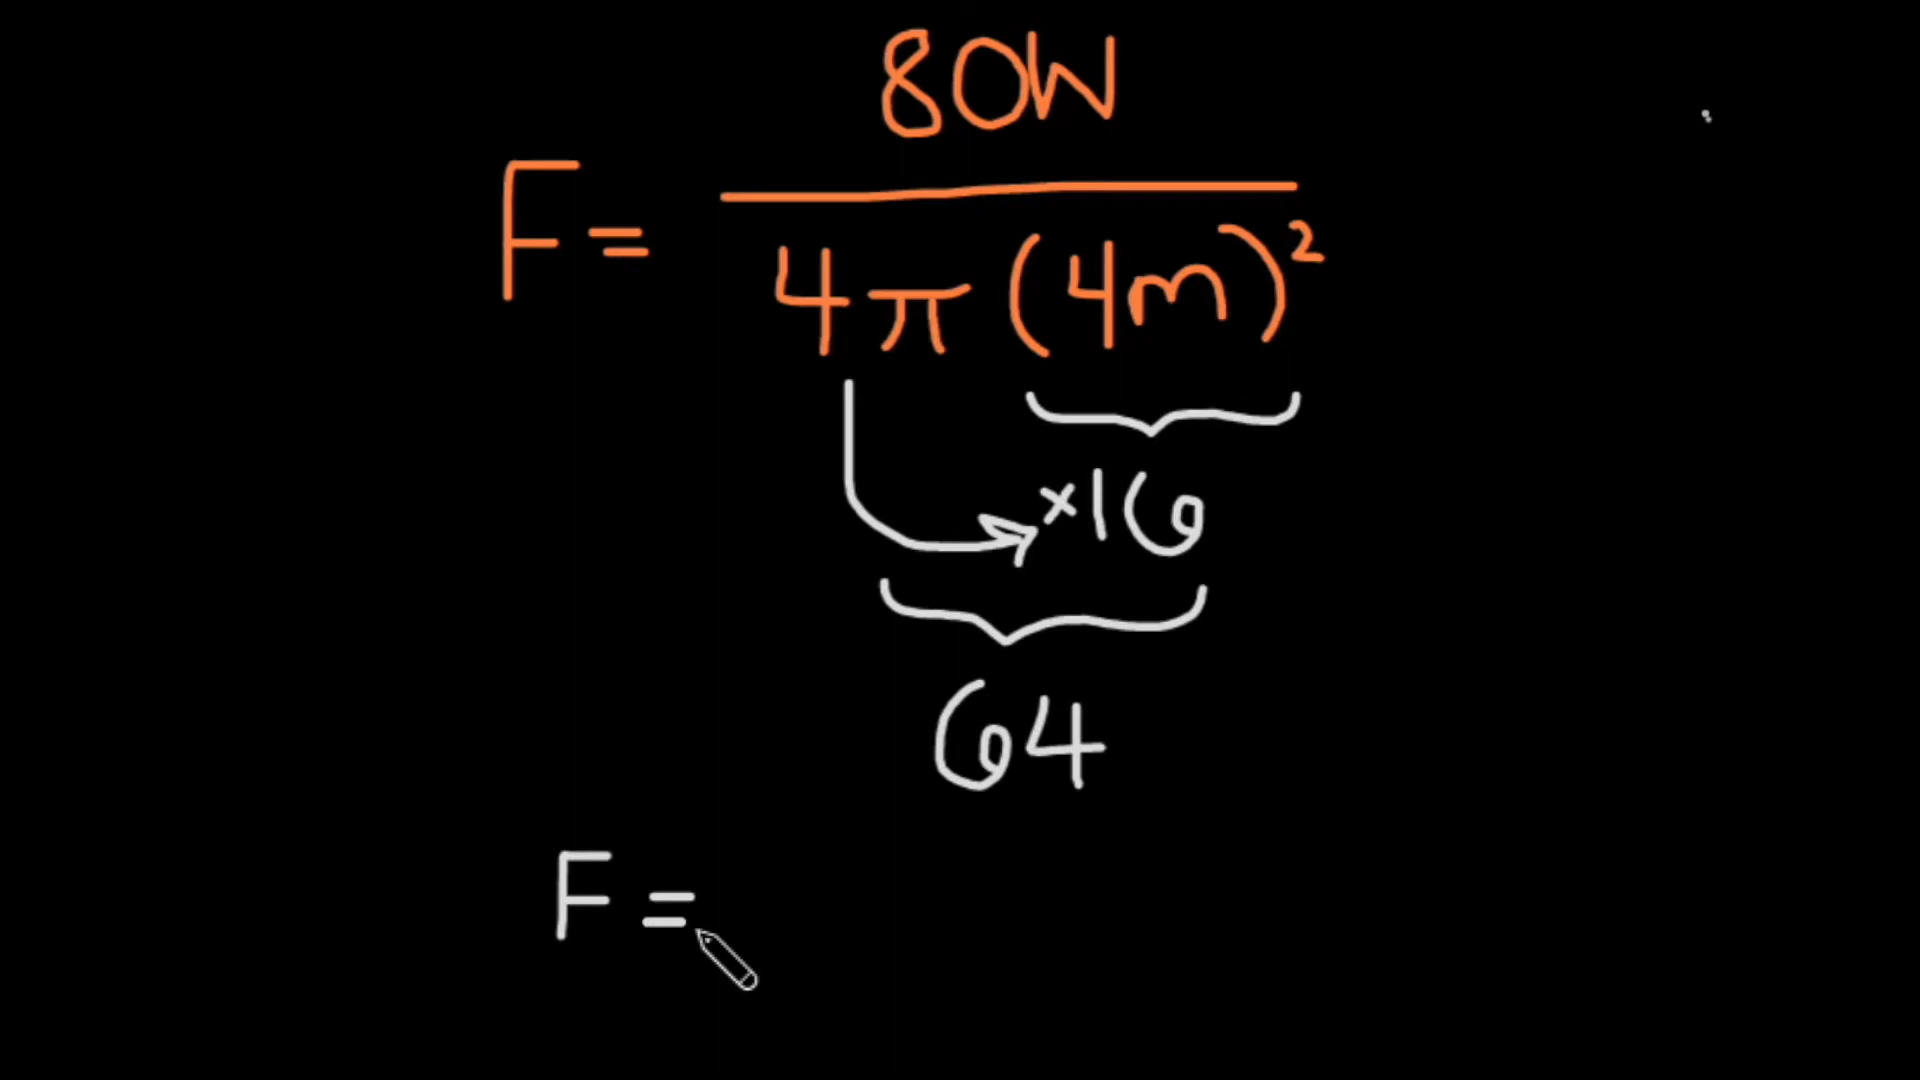 80W
F=
4π(4m)²
×16
64
F=